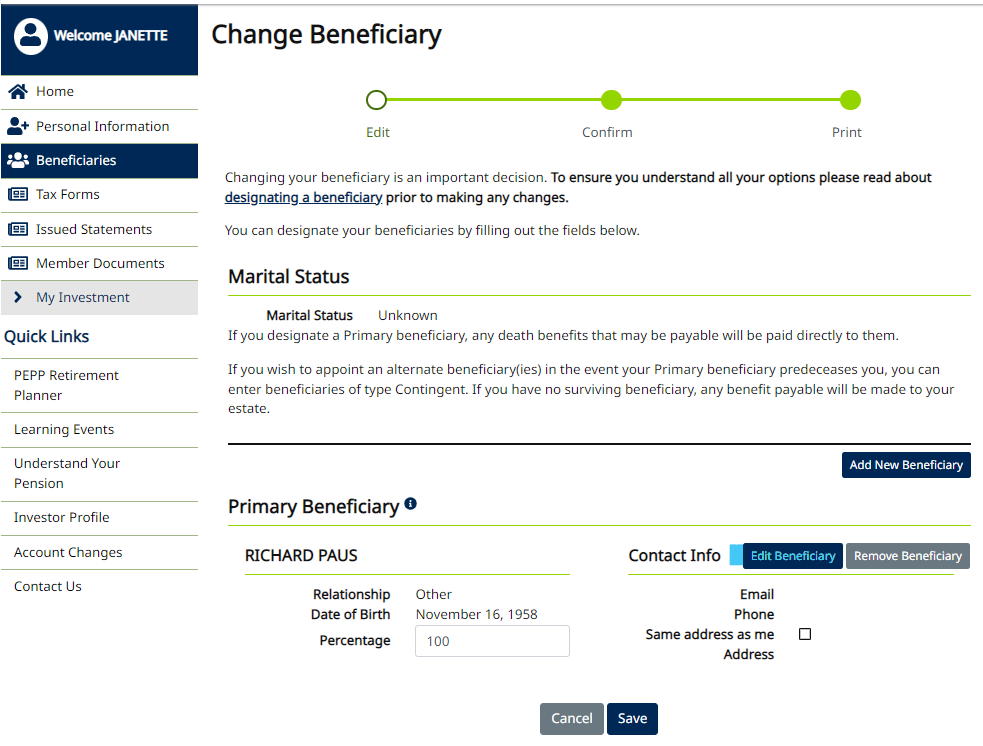 Welcome JANETTE
Home
Personal Information
Beneficiaries
Tax Forms
Issued Statements
Member Documents
My Investment
Quick Links
PEPP Retirement
Planner
Learning Events
Understand Your
Pension
Investor Profile
Account Changes
Contact Us
Change Beneficiary
Edit Confirm Print
Changing your beneficiary is an important decision. To ensure you understand all your options please read about
designating a beneficiary prior to making any changes.
You can designate your beneficiaries by filling out the fields below.
Marital Status
Marital Status Unknown
If you designate a Primary beneficiary, any death benefits that may be payable will be paid directly to them.
If you wish to appoint an alternate beneficiary(ies) in the event your Primary beneficiary predeceases you, you can
enter beneficiaries of type Contingent. If you have no surviving beneficiary, any benefit payable will be made to your
estate.
Add New Beneficiary
Primary Beneficiary i
RICHARD PAUS
Relationship Other
Date of Birth November 16, 1958
Percentage 100
Contact Info Edit Beneficiary Remove Beneficiary
Email
Phone
Same address as me
Address
Cancel Save